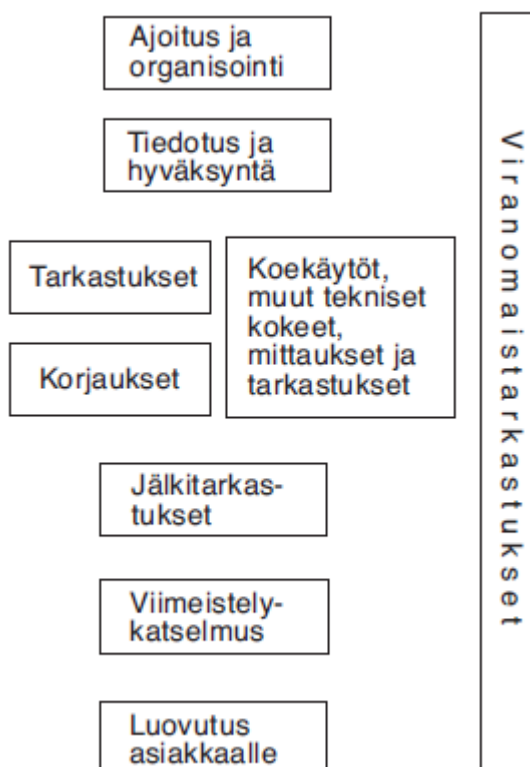 Ajoitus ja
organisointi
Tiedotus ja
hyväksyntä
Tarkastukset
Korjaukset
Koekäytöt,
muut tekniset
kokeet,
mittaukset ja
tarkastukset
Jälkitarkas-
tukset
Viimeistely-
katselmus
Luovutus
asiakkaalle
Viranomaistarkastukset